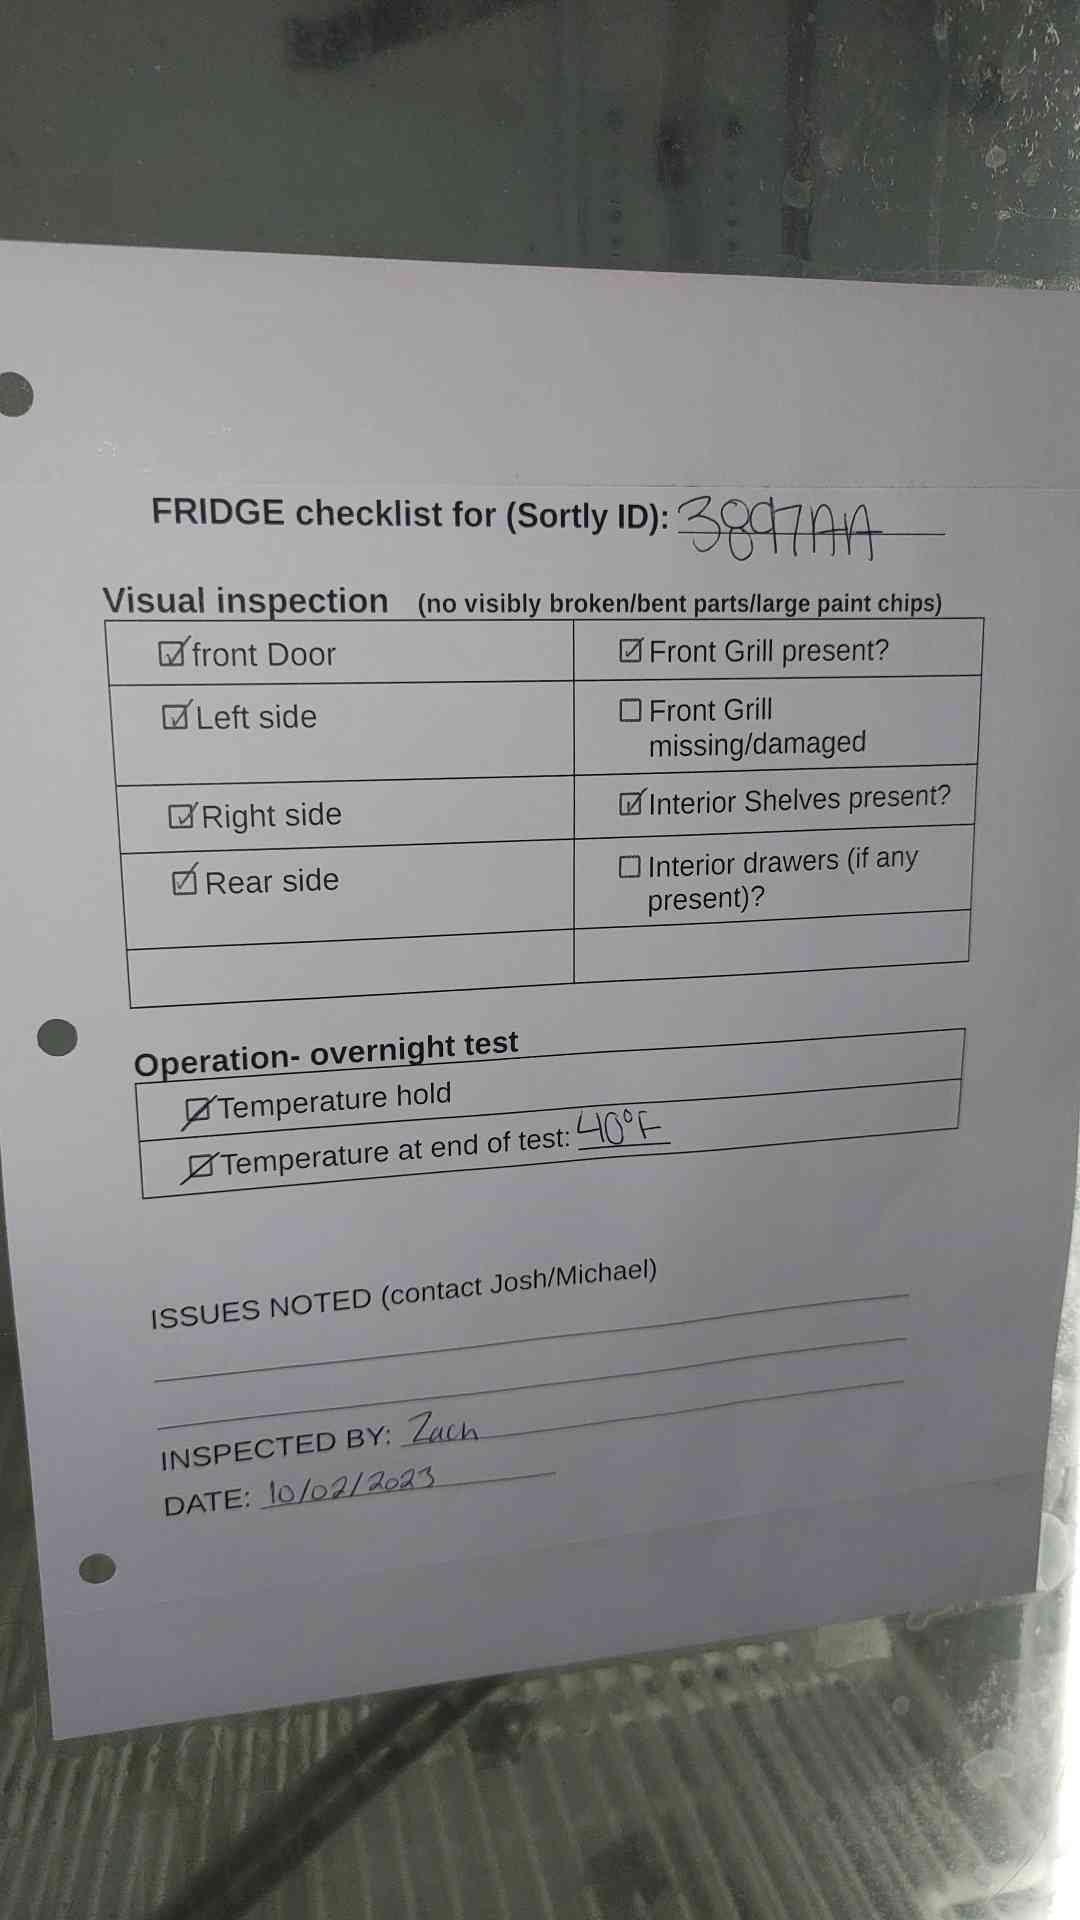 FRIDGE checklist for (Sortly ID): 3897AA
Visual inspection (no visibly broken/bent parts/large paint chips)
☑ front Door ☑ Front Grill present?
☑ Left side ☐ Front Grill
missing/damaged
☑ Right side ☑ Interior Shelves present?
☑ Rear side ☐ Interior drawers (if any
present)?
Operation- overnight test
☑ Temperature hold
☑ Temperature at end of test: 40°F
ISSUES NOTED (contact Josh/Michael)
INSPECTED BY: Zach
DATE: 10/02/2023